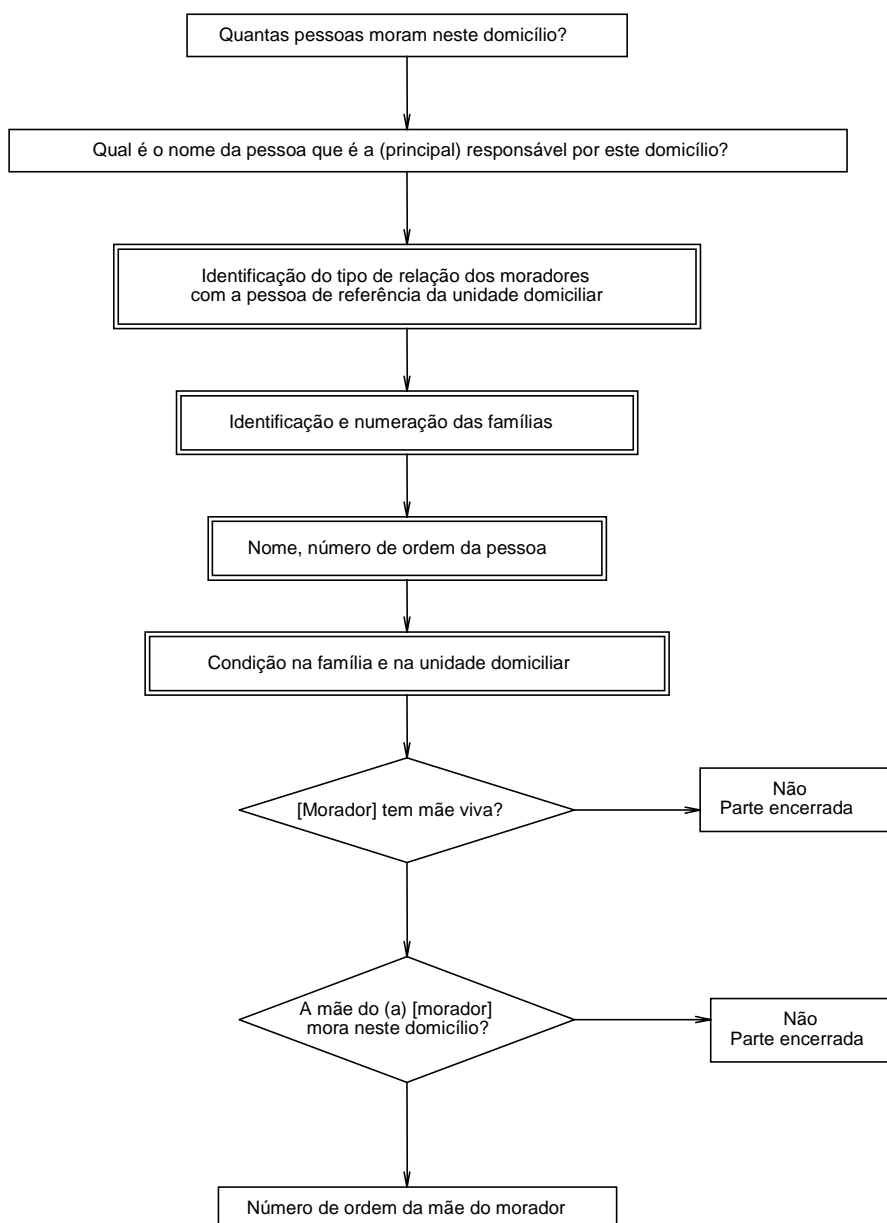 Quantas pessoas moram neste domicílio?
Qual é o nome da pessoa que é a (principal) responsável por este domicílio?
Identificação do tipo de relação dos moradores
com a pessoa de referência da unidade domiciliar
Identificação e numeração das famílias
Nome, número de ordem da pessoa
Condição na família e na unidade domiciliar
[Morador] tem mãe viva?
Não
Parte encerrada
A mãe do (a) [morador]
mora neste domicílio?
Não
Parte encerrada
Número de ordem da mãe do morador